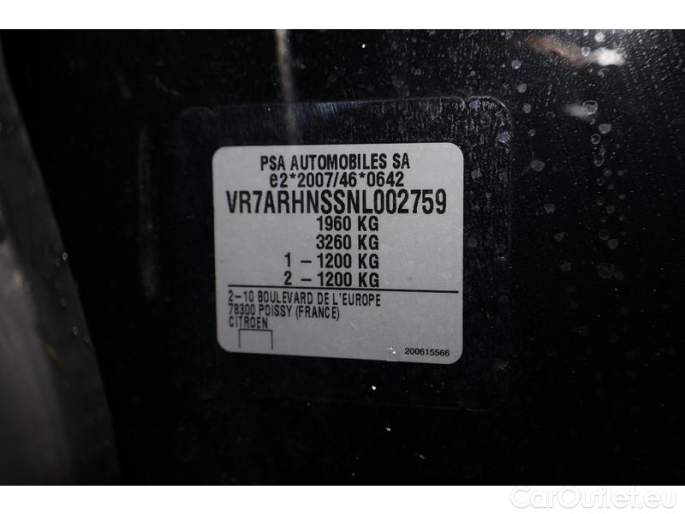 PSA AUTOMOBILES SA
e2*2007/46*0642
VR7ARHNSSNL002759
1960 KG
3260 KG
1 - 1200 KG
2 - 1200 KG
2-10 BOULEVARD DE L'EUROPE
78300 POISSY (FRANCE)
CITROEN
200615566
CarOutlet.eu